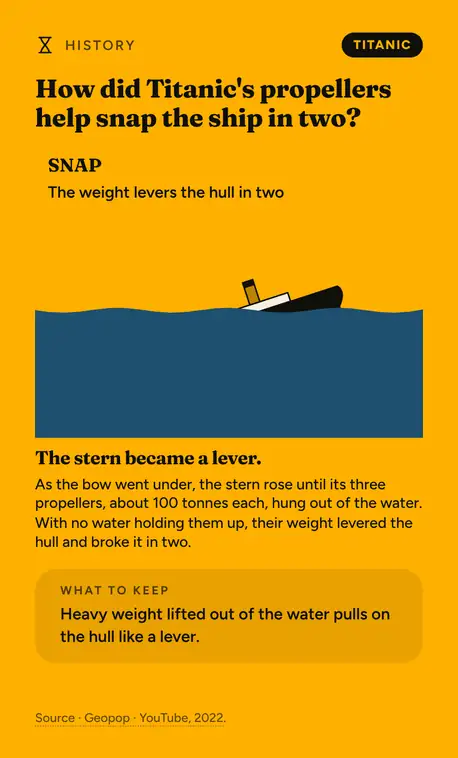 HISTORY
TITANIC
How did Titanic's propellers
help snap the ship in two?
SNAP
The weight levers the hull in two
The stern became a lever.
As the bow went under, the stern rose until its three
propellers, about 100 tonnes each, hung out of the water.
With no water holding them up, their weight levered the
hull and broke it in two.
WHAT TO KEEP
Heavy weight lifted out of the water pulls on
the hull like a lever.
Source · Geopop · YouTube, 2022.